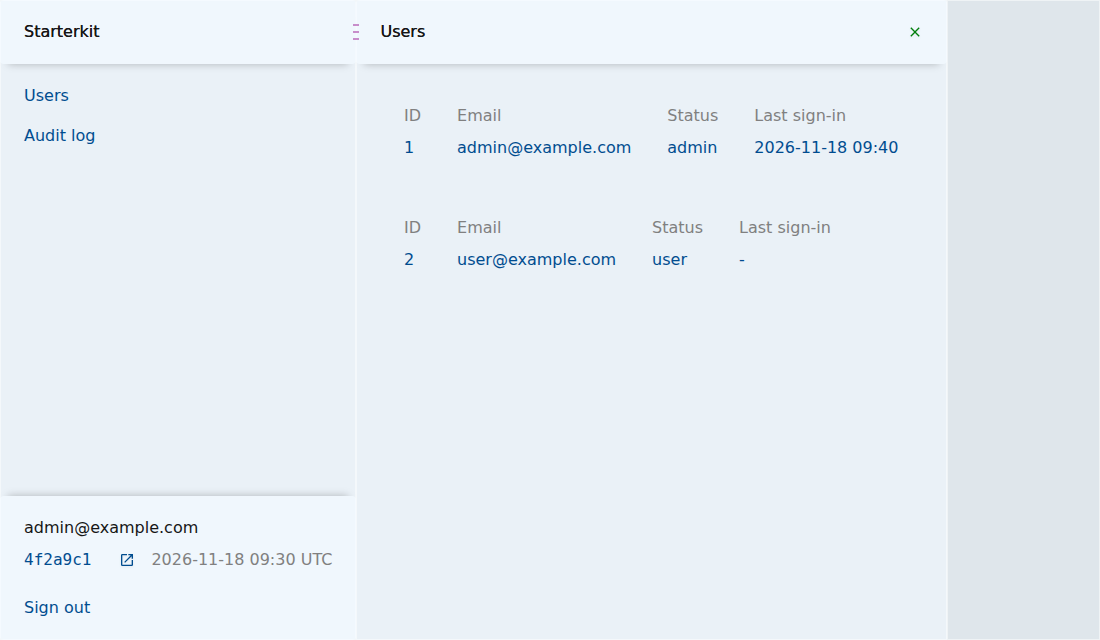 Starterkit
Users
Audit log
admin@example.com
4f2a9c1 2026-11-18 09:30 UTC
Sign out
Users
ID Email Status Last sign-in
1 admin@example.com admin 2026-11-18 09:40
ID Email Status Last sign-in
2 user@example.com user -